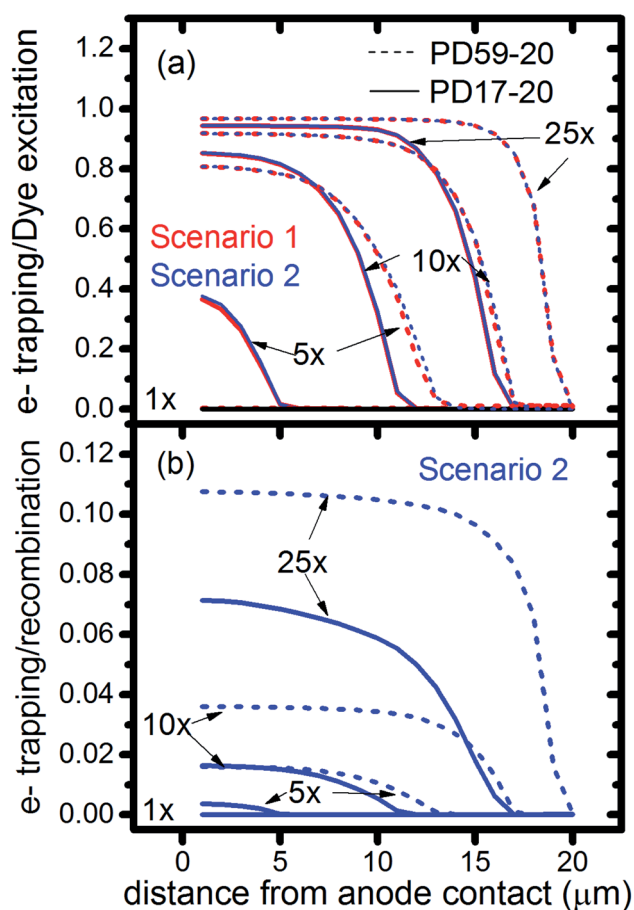 (a)
PD59-20
PD17-20
25x
Scenario 1
Scenario 2
10x
5x
1x
1.2
1.0
0.8
0.6
0.4
0.2
0.0
e- trapping/Dye excitation
(b)
Scenario 2
25x
10x
5x
1x
0.12
0.10
0.08
0.06
0.04
0.02
0.00
e- trapping/recombination
0 5 10 15 20
distance from anode contact (μm)